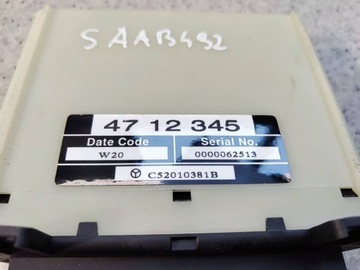 SAAB492
47 12 345
Date Code Serial No.
W20 0000062513
C52010381B